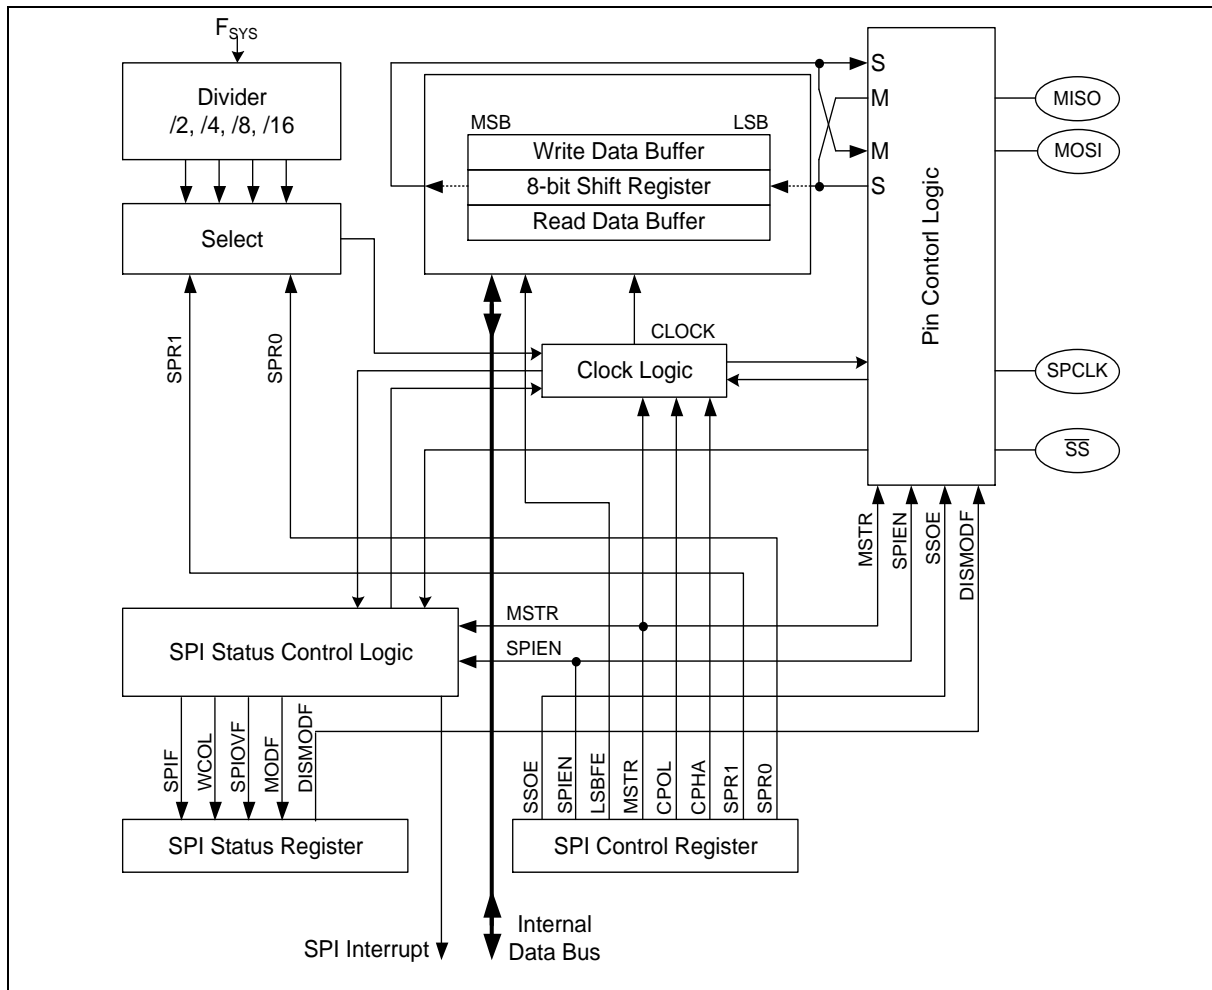 FSYS
Divider
/2, /4, /8, /16
Select
SPR1
SPR0
MSB
LSB
Write Data Buffer
8-bit Shift Register
Read Data Buffer
CLOCK
Clock Logic
S
M
M
S
Pin Contorl Logic
MISO
MOSI
SPCLK
SS
MSTR
SPIEN
SSOE
DISMODF
MSTR
SPIEN
SPI Status Control Logic
SPIF
WCOL
SPIOVF
MODF
DISMODF
SSOE
SPIEN
LSBFE
MSTR
CPOL
CPHA
SPR1
SPR0
SPI Status Register
SPI Control Register
SPI Interrupt
Internal
Data Bus